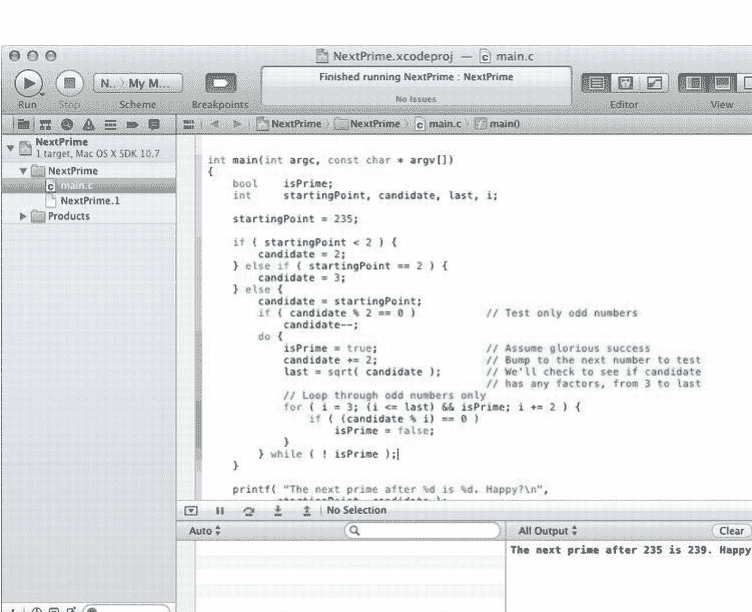 NextPrime.xcodeproj — c main.c
N.. My M...
Finished running NextPrime : NextPrime
No Issues
Run Stop Scheme Breakpoints Editor View
NextPrime NextPrime c main.c main()
NextPrime
1 target, Mac OS X SDK 10.7
NextPrime
c main.c
NextPrime.1
Products
int main(int argc, const char * argv[])
{
bool isPrime;
int startingPoint, candidate, last, i;
startingPoint = 235;
if ( startingPoint < 2 ) {
candidate = 2;
} else if ( startingPoint == 2 ) {
candidate = 3;
} else {
candidate = startingPoint;
if ( candidate % 2 == 0 ) // Test only odd numbers
candidate--;
do {
isPrime = true; // Assume glorious success
candidate += 2; // Bump to the next number to test
last = sqrt( candidate ); // We'll check to see if candidate
// has any factors, from 3 to last
// Loop through odd numbers only
for ( i = 3; (i <= last) && isPrime; i += 2 ) {
if ( (candidate % i) == 0 )
isPrime = false;
}
} while ( ! isPrime );
}
printf( "The next prime after %d is %d. Happy?\n",
No Selection
Auto All Output Clear
The next prime after 235 is 239. Happy